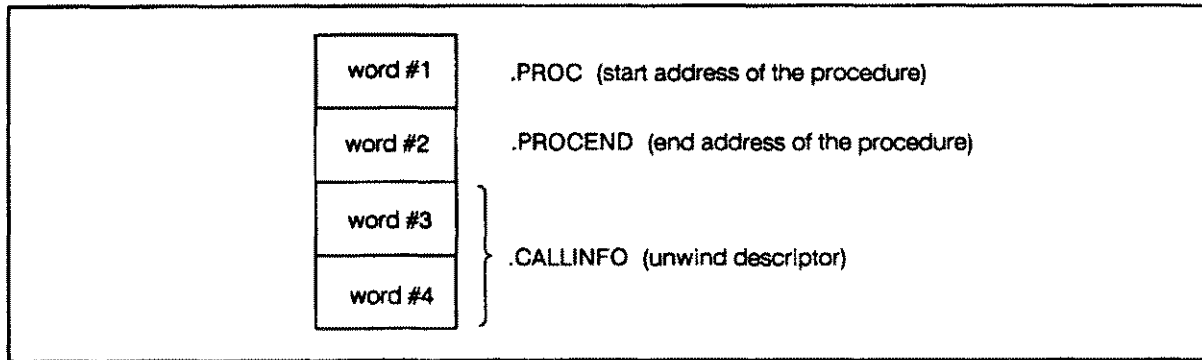 word #1 .PROC (start address of the procedure)
word #2 .PROCEND (end address of the procedure)
word #3
.CALLINFO (unwind descriptor)
word #4